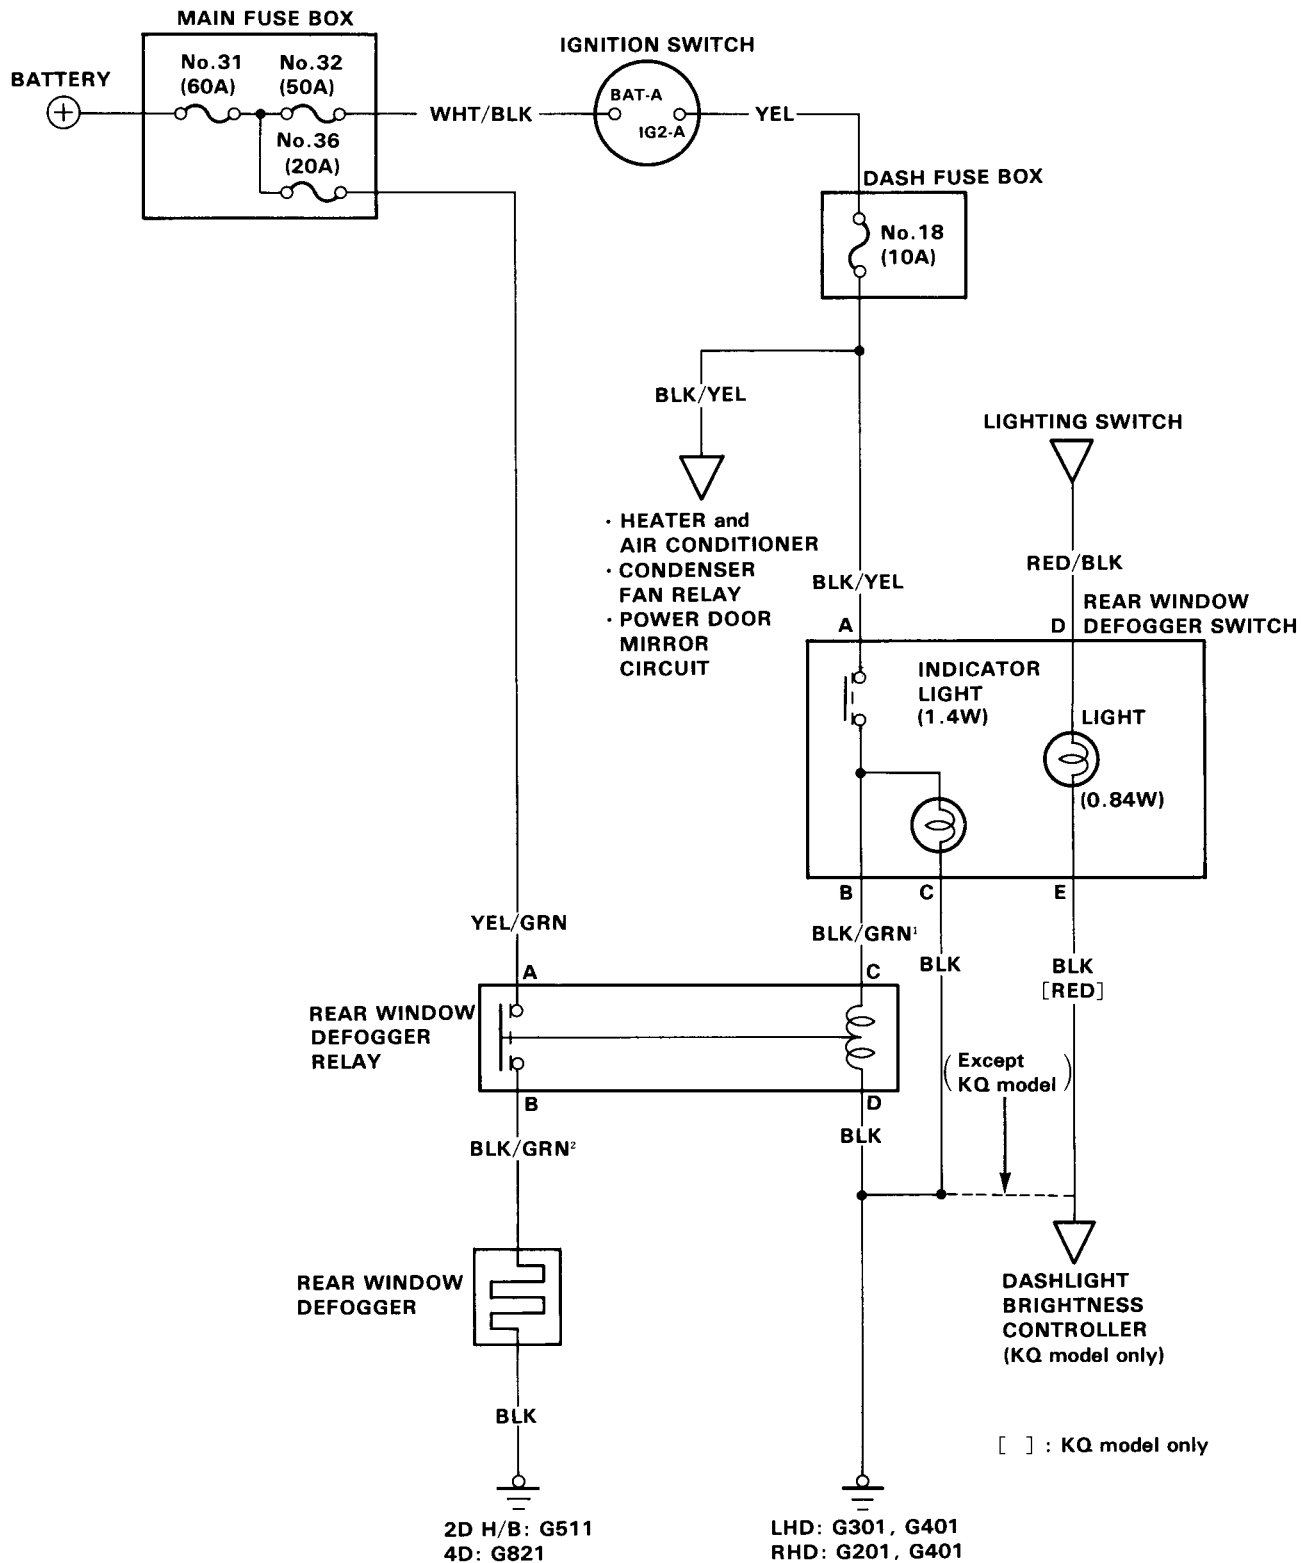 MAIN FUSE BOX
IGNITION SWITCH
BATTERY
No.31
(60A)
No.32
(50A)
BAT-A
IG2-A
WHT/BLK
YEL
No.36
(20A)
DASH FUSE BOX
No.18
(10A)
BLK/YEL
LIGHTING SWITCH
· HEATER and
AIR CONDITIONER
· CONDENSER
FAN RELAY
· POWER DOOR
MIRROR
CIRCUIT
BLK/YEL
RED/BLK
A
D
REAR WINDOW
DEFOGGER SWITCH
INDICATOR
LIGHT
(1.4W)
LIGHT
(0.84W)
B
C
E
YEL/GRN
BLK/GRN¹
BLK
BLK
[RED]
A
C
REAR WINDOW
DEFOGGER
RELAY
(Except
KQ model)
B
D
BLK/GRN²
BLK
REAR WINDOW
DEFOGGER
DASHLIGHT
BRIGHTNESS
CONTROLLER
(KQ model only)
BLK
[ ] : KQ model only
2D H/B: G511
4D: G821
LHD: G301, G401
RHD: G201, G401